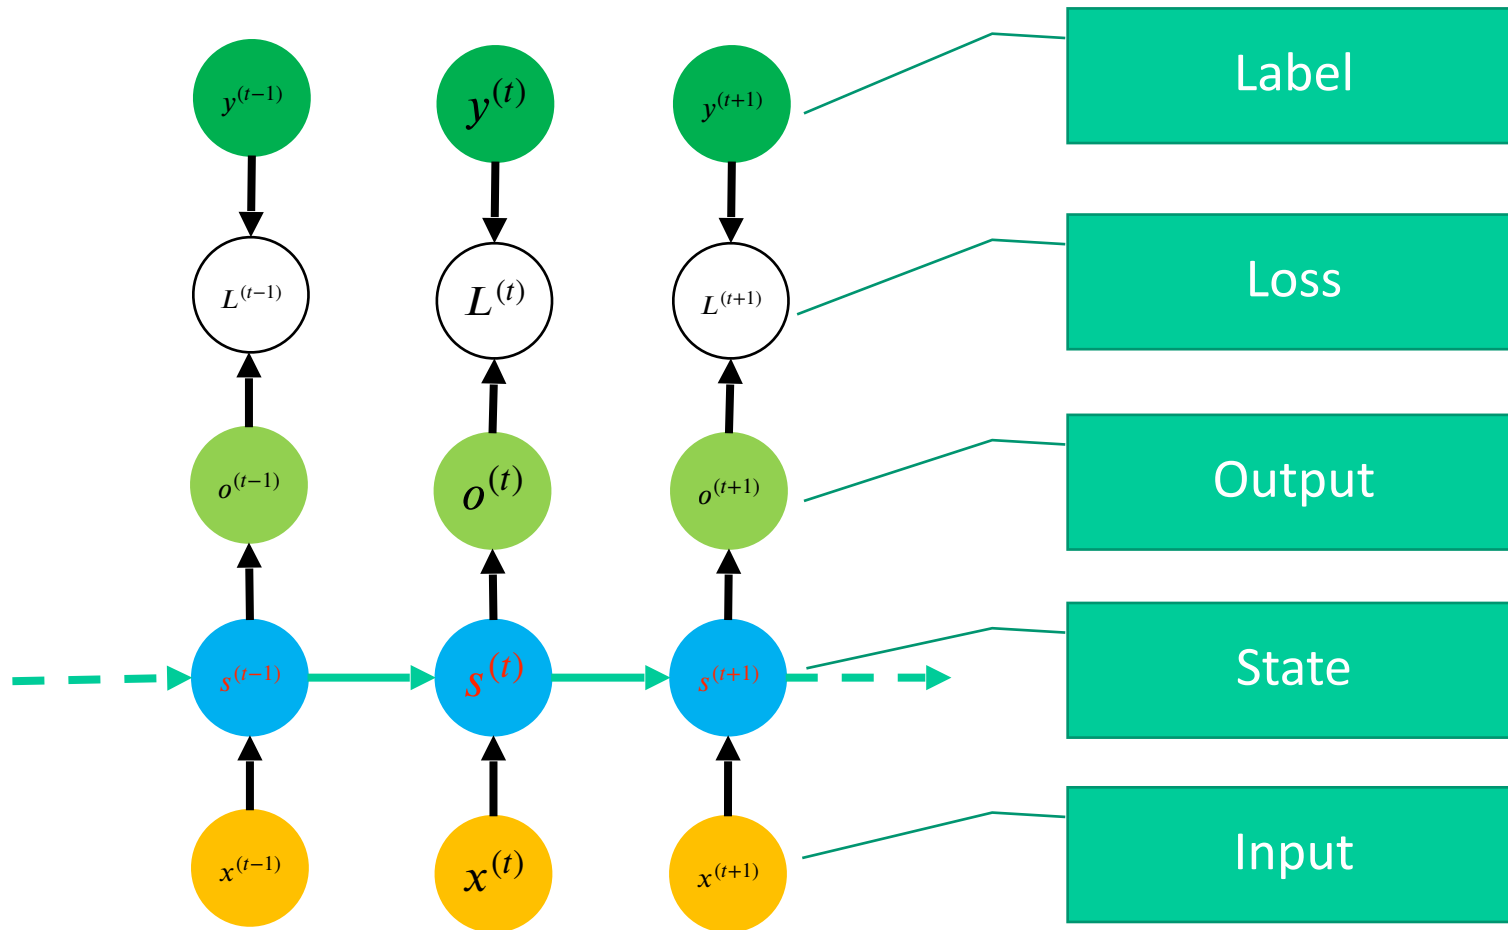 y^(t−1) y^(t) y^(t+1) Label
L^(t−1) L^(t) L^(t+1) Loss
o^(t−1) o^(t) o^(t+1) Output
s^(t−1) s^(t) s^(t+1) State
x^(t−1) x^(t) x^(t+1) Input